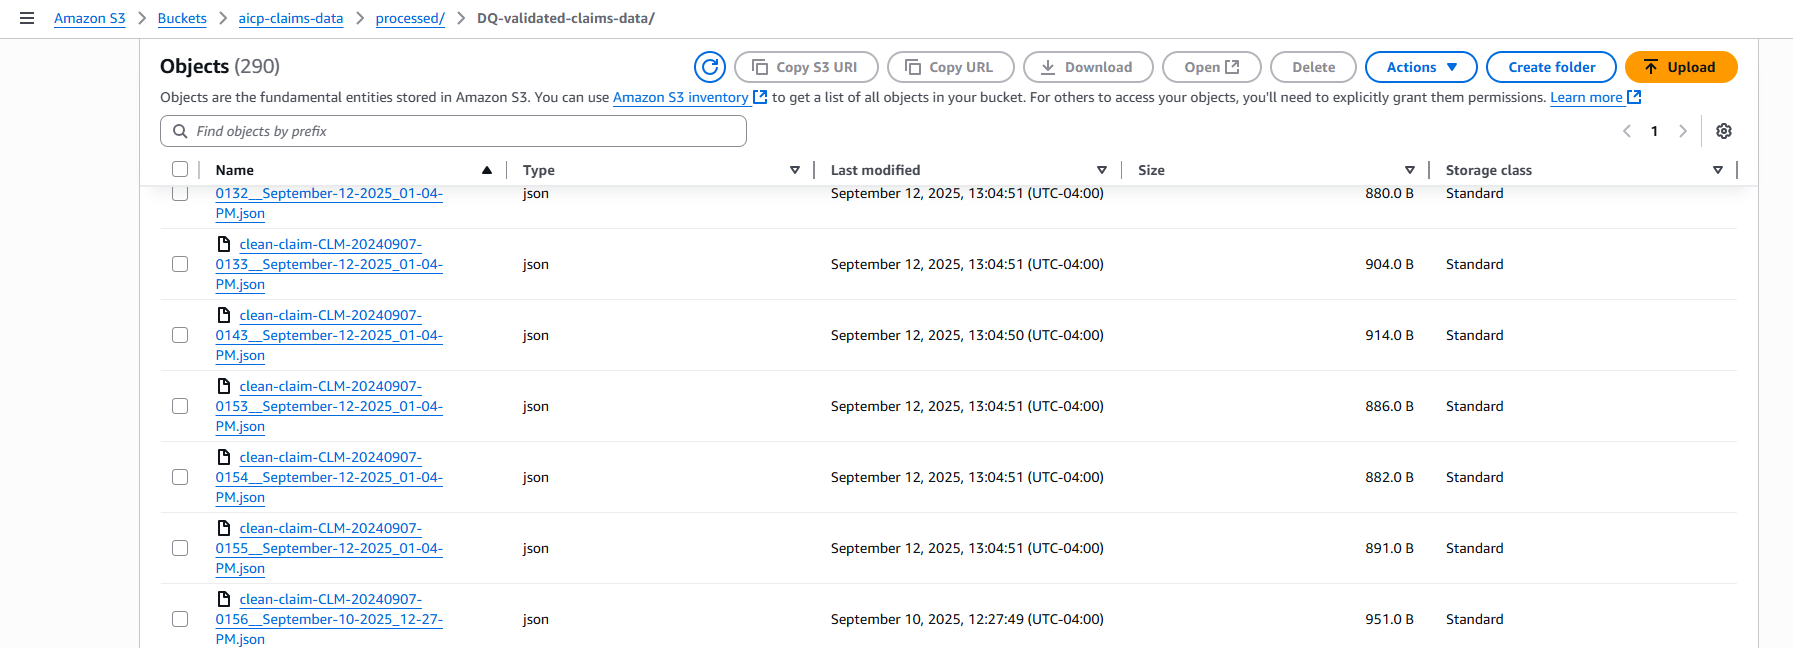 Amazon S3 > Buckets > aicp-claims-data > processed/ > DQ-validated-claims-data/
Objects (290)
Copy S3 URI
Copy URL
Download
Open
Delete
Actions
Create folder
Upload
Objects are the fundamental entities stored in Amazon S3. You can use Amazon S3 inventory to get a list of all objects in your bucket. For others to access your objects, you'll need to explicitly grant them permissions. Learn more
Find objects by prefix
1
Name Type Last modified Size Storage class
0132__September-12-2025_01-04- json September 12, 2025, 13:04:51 (UTC-04:00) 880.0 B Standard
PM.json
clean-claim-CLM-20240907-
0133__September-12-2025_01-04- json September 12, 2025, 13:04:51 (UTC-04:00) 904.0 B Standard
PM.json
clean-claim-CLM-20240907-
0143__September-12-2025_01-04- json September 12, 2025, 13:04:50 (UTC-04:00) 914.0 B Standard
PM.json
clean-claim-CLM-20240907-
0153__September-12-2025_01-04- json September 12, 2025, 13:04:51 (UTC-04:00) 886.0 B Standard
PM.json
clean-claim-CLM-20240907-
0154__September-12-2025_01-04- json September 12, 2025, 13:04:51 (UTC-04:00) 882.0 B Standard
PM.json
clean-claim-CLM-20240907-
0155__September-12-2025_01-04- json September 12, 2025, 13:04:51 (UTC-04:00) 891.0 B Standard
PM.json
clean-claim-CLM-20240907-
0156__September-10-2025_12-27- json September 10, 2025, 12:27:49 (UTC-04:00) 951.0 B Standard
PM.json